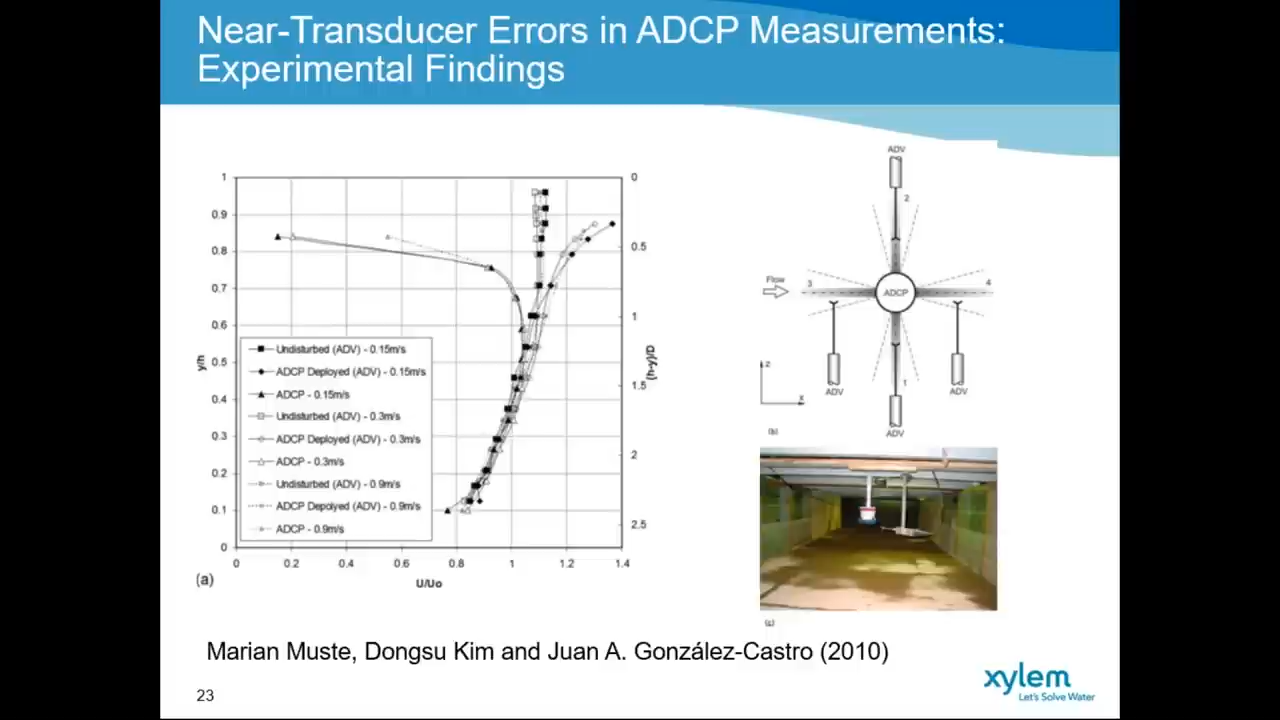 Near-Transducer Errors in ADCP Measurements:
Experimental Findings
1
0.9
0.8
0.7
0.6
0.5
0.4
0.3
0.2
0.1
0
y/h
0
0.5
1
1.5
2
2.5
(h-y)/D
Undisturbed (ADV) - 0.15m/s
ADCP Deployed (ADV) - 0.15m/s
ADCP - 0.15m/s
Undisturbed (ADV) - 0.3m/s
ADCP Deployed (ADV) - 0.3m/s
ADCP - 0.3m/s
Undisturbed (ADV) - 0.9m/s
ADCP Deployed (ADV) - 0.9m/s
ADCP - 0.9m/s
0 0.2 0.4 0.6 0.8 1 1.2 1.4
(a) U/Uo
ADV
2
Flow
3 ADCP 4
ADV ADV
1
z
x
ADV
(b)
(c)
Marian Muste, Dongsu Kim and Juan A. González-Castro (2010)
23
xylem
Let's Solve Water